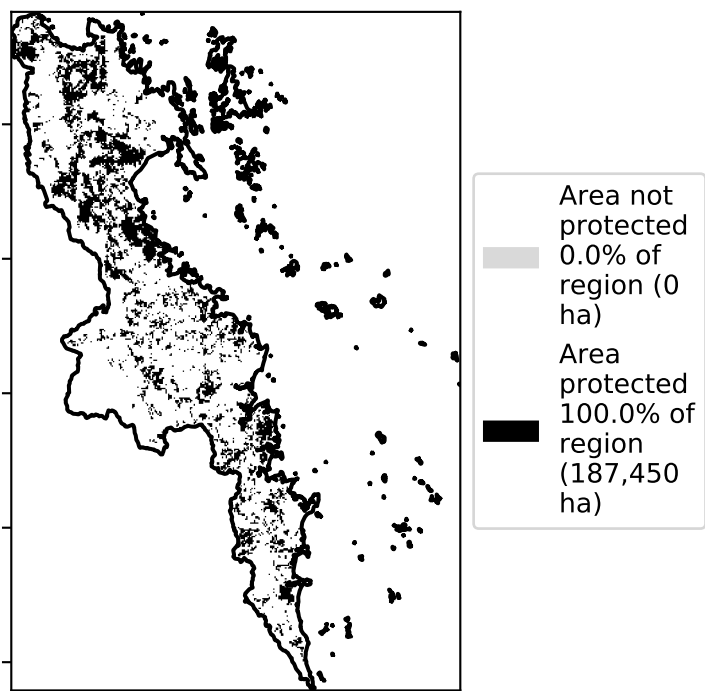 Area not
protected
0.0% of
region (0
ha)
Area
protected
100.0% of
region
(187,450
ha)